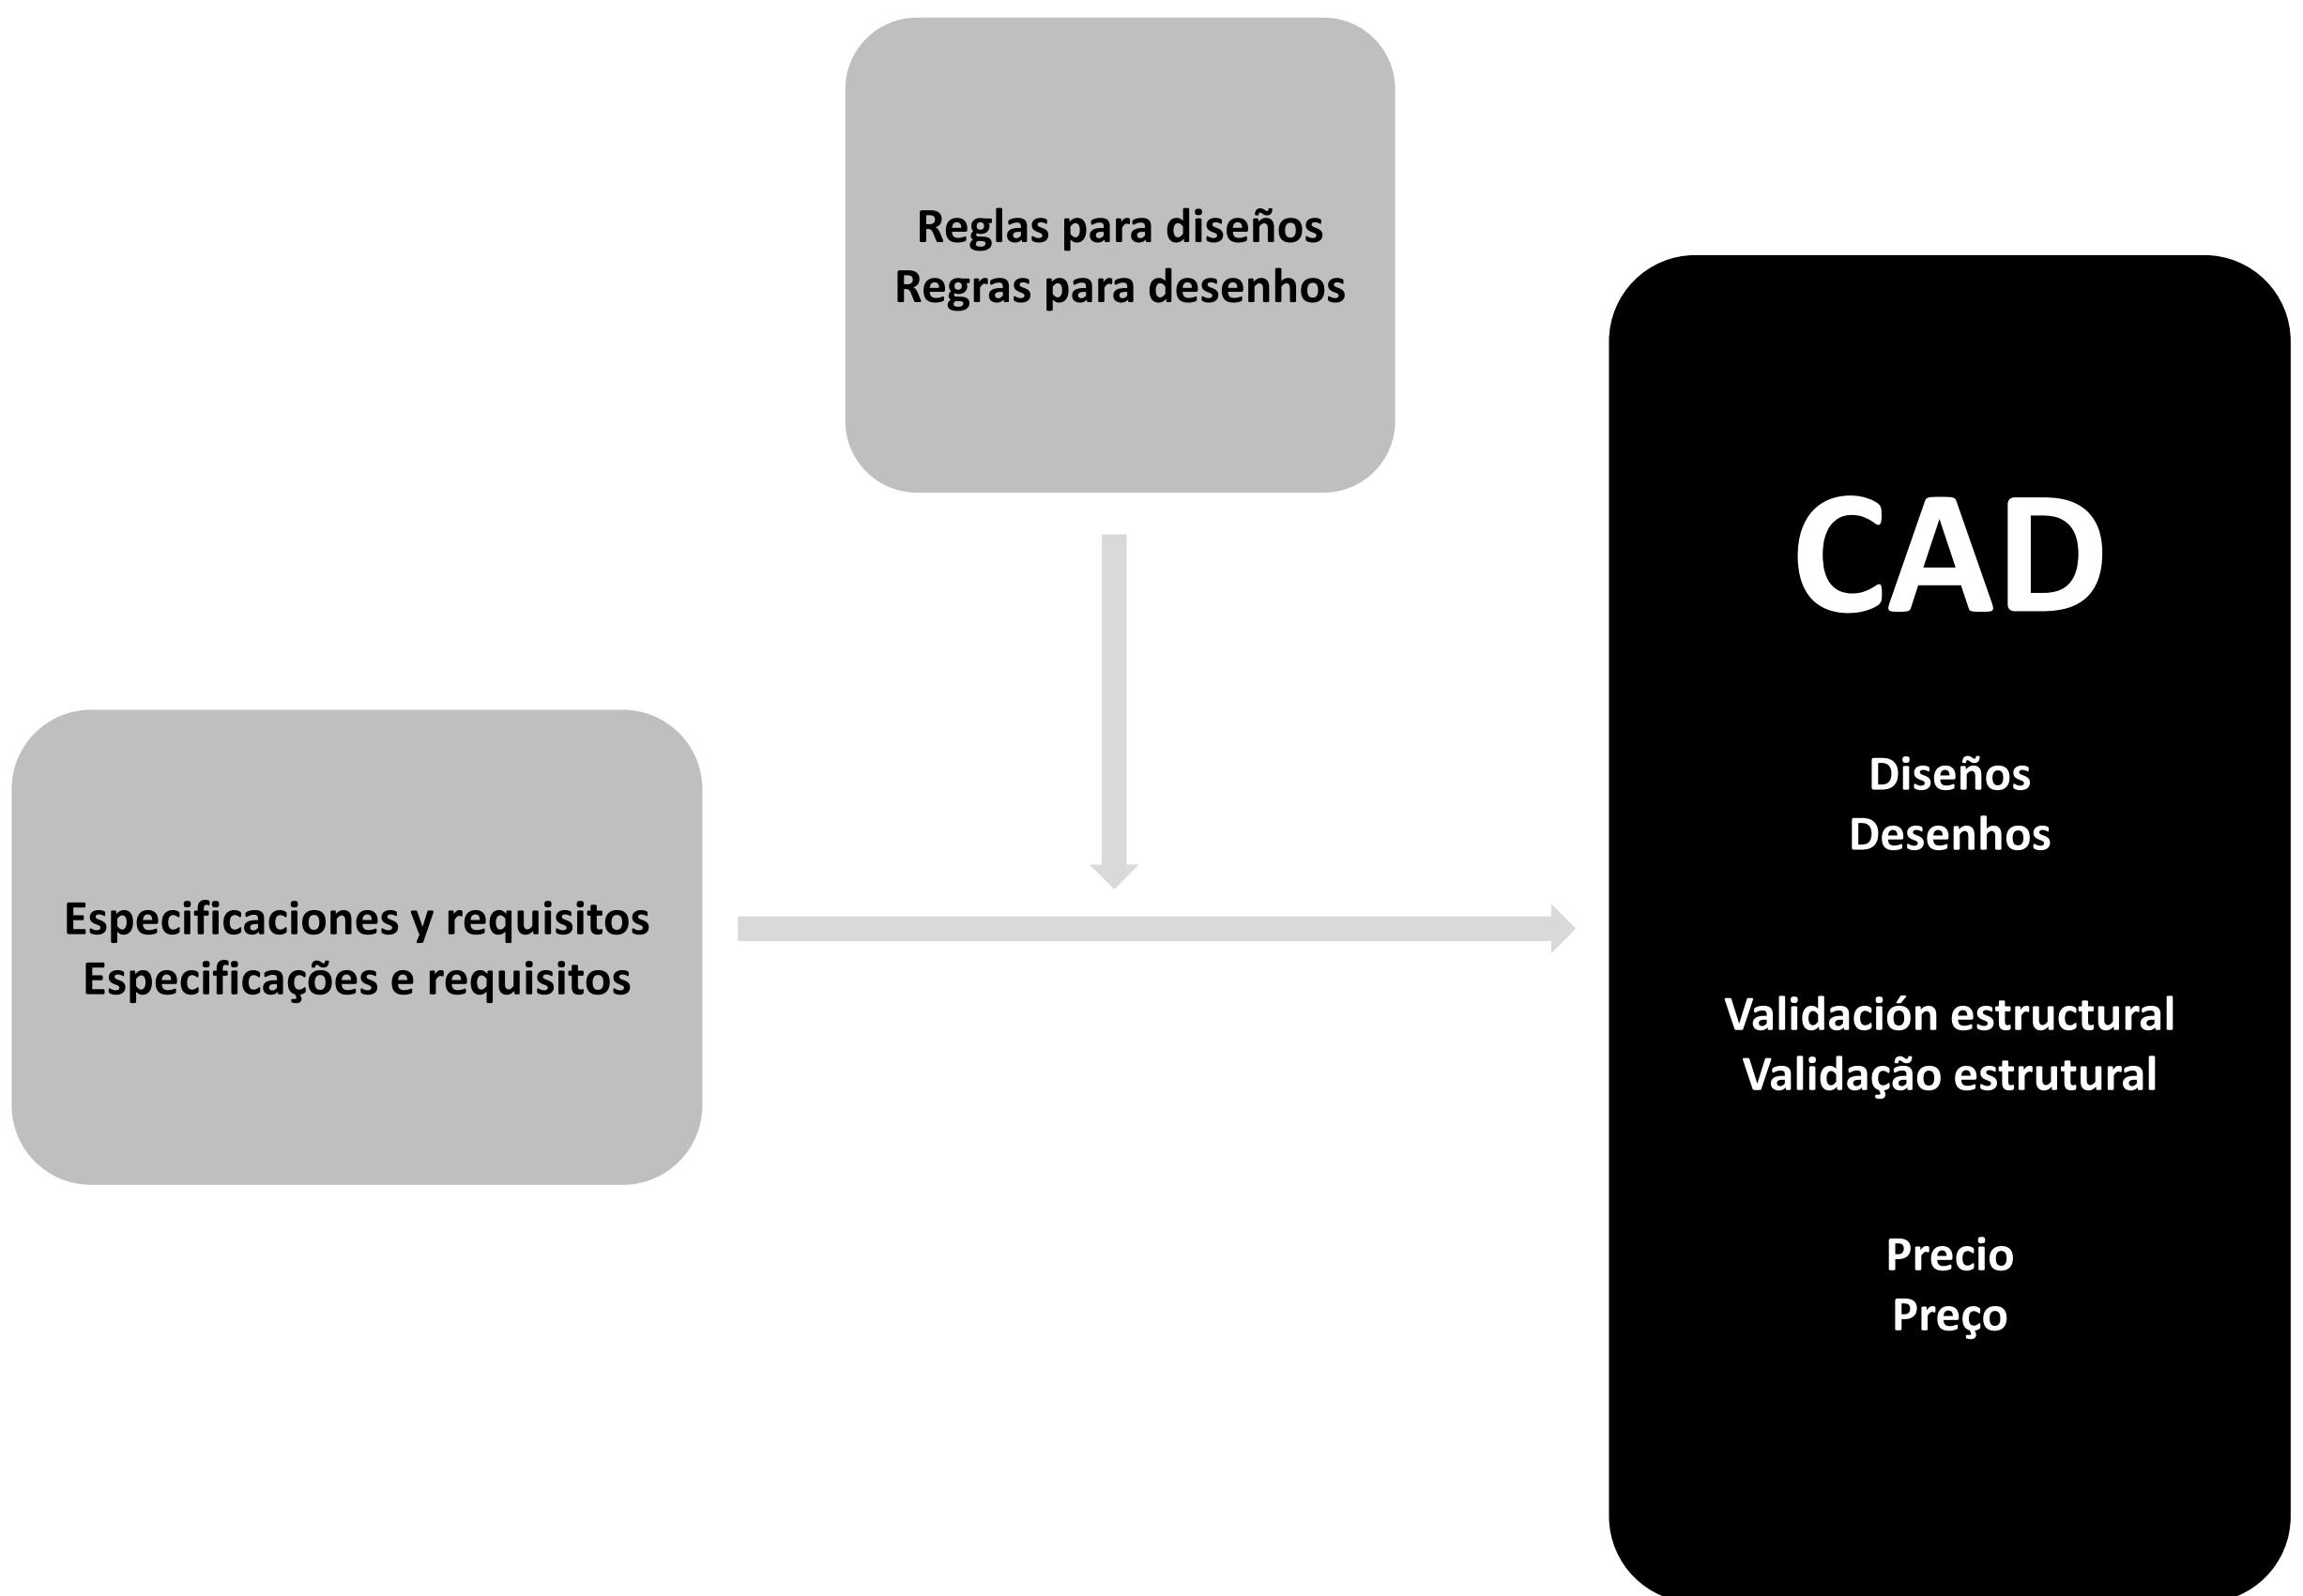 Reglas para diseños
Regras para desenhos
CAD
Diseños
Desenhos
Especificaciones y requisitos
Especificações e requisitos
Validación estructural
Validação estrutural
Precio
Preço